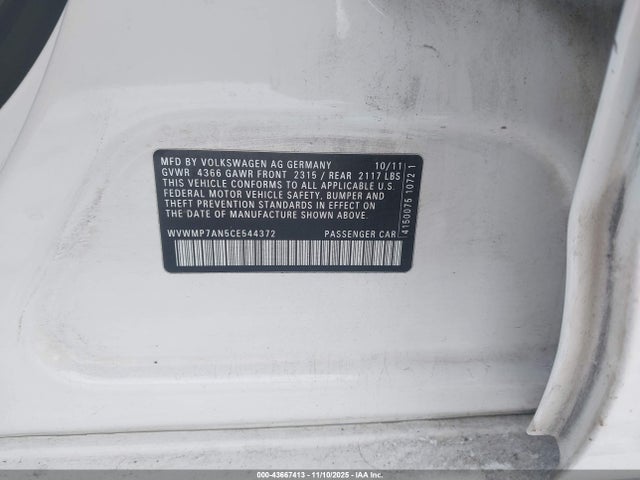 MFD BY VOLKSWAGEN AG GERMANY 10/11
GVWR 4366 GAWR FRONT 2315 / REAR 2117 LBS
THIS VEHICLE CONFORMS TO ALL APPLICABLE U.S.
FEDERAL MOTOR VEHICLE SAFETY, BUMPER AND
THEFT PREVENTION STANDARDS IN EFFECT ON THE
DATE OF MANUFACTURE SHOWN ABOVE.
WVWMP7AN5CE544372 PASSENGER CAR
4150075 1072 1
000-43667413 - 11/10/2025 - IAA